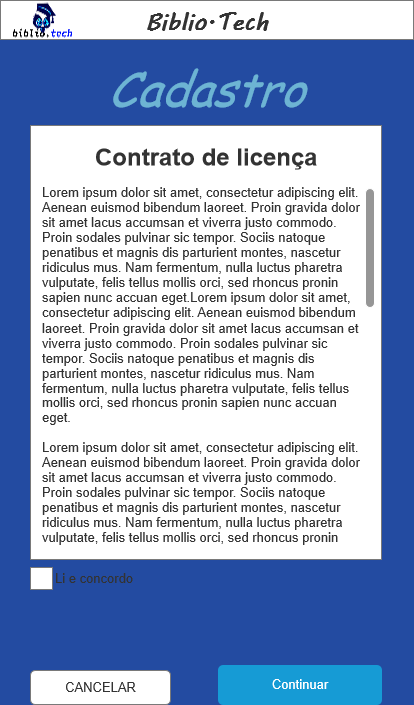 biblio.tech
Biblio·Tech
Cadastro
Contrato de licença
Lorem ipsum dolor sit amet, consectetur adipiscing elit.
Aenean euismod bibendum laoreet. Proin gravida dolor
sit amet lacus accumsan et viverra justo commodo.
Proin sodales pulvinar sic tempor. Sociis natoque
penatibus et magnis dis parturient montes, nascetur
ridiculus mus. Nam fermentum, nulla luctus pharetra
vulputate, felis tellus mollis orci, sed rhoncus pronin
sapien nunc accuan eget.Lorem ipsum dolor sit amet,
consectetur adipiscing elit. Aenean euismod bibendum
laoreet. Proin gravida dolor sit amet lacus accumsan et
viverra justo commodo. Proin sodales pulvinar sic
tempor. Sociis natoque penatibus et magnis dis
parturient montes, nascetur ridiculus mus. Nam
fermentum, nulla luctus pharetra vulputate, felis tellus
mollis orci, sed rhoncus pronin sapien nunc accuan
eget.
Lorem ipsum dolor sit amet, consectetur adipiscing elit.
Aenean euismod bibendum laoreet. Proin gravida dolor
sit amet lacus accumsan et viverra justo commodo.
Proin sodales pulvinar sic tempor. Sociis natoque
penatibus et magnis dis parturient montes, nascetur
ridiculus mus. Nam fermentum, nulla luctus pharetra
vulputate, felis tellus mollis orci, sed rhoncus pronin
Li e concordo
CANCELAR
Continuar